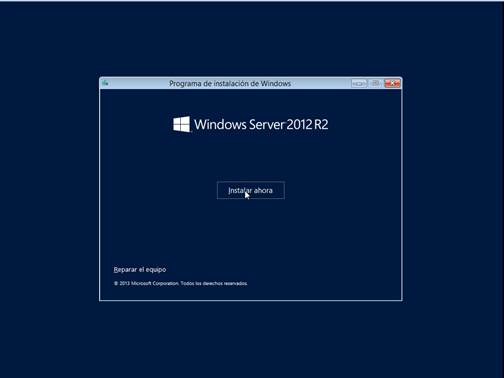 Programa de instalación de Windows
Windows Server 2012 R2
Instalar ahora
Reparar el equipo
© 2013 Microsoft Corporation. Todos los derechos reservados.